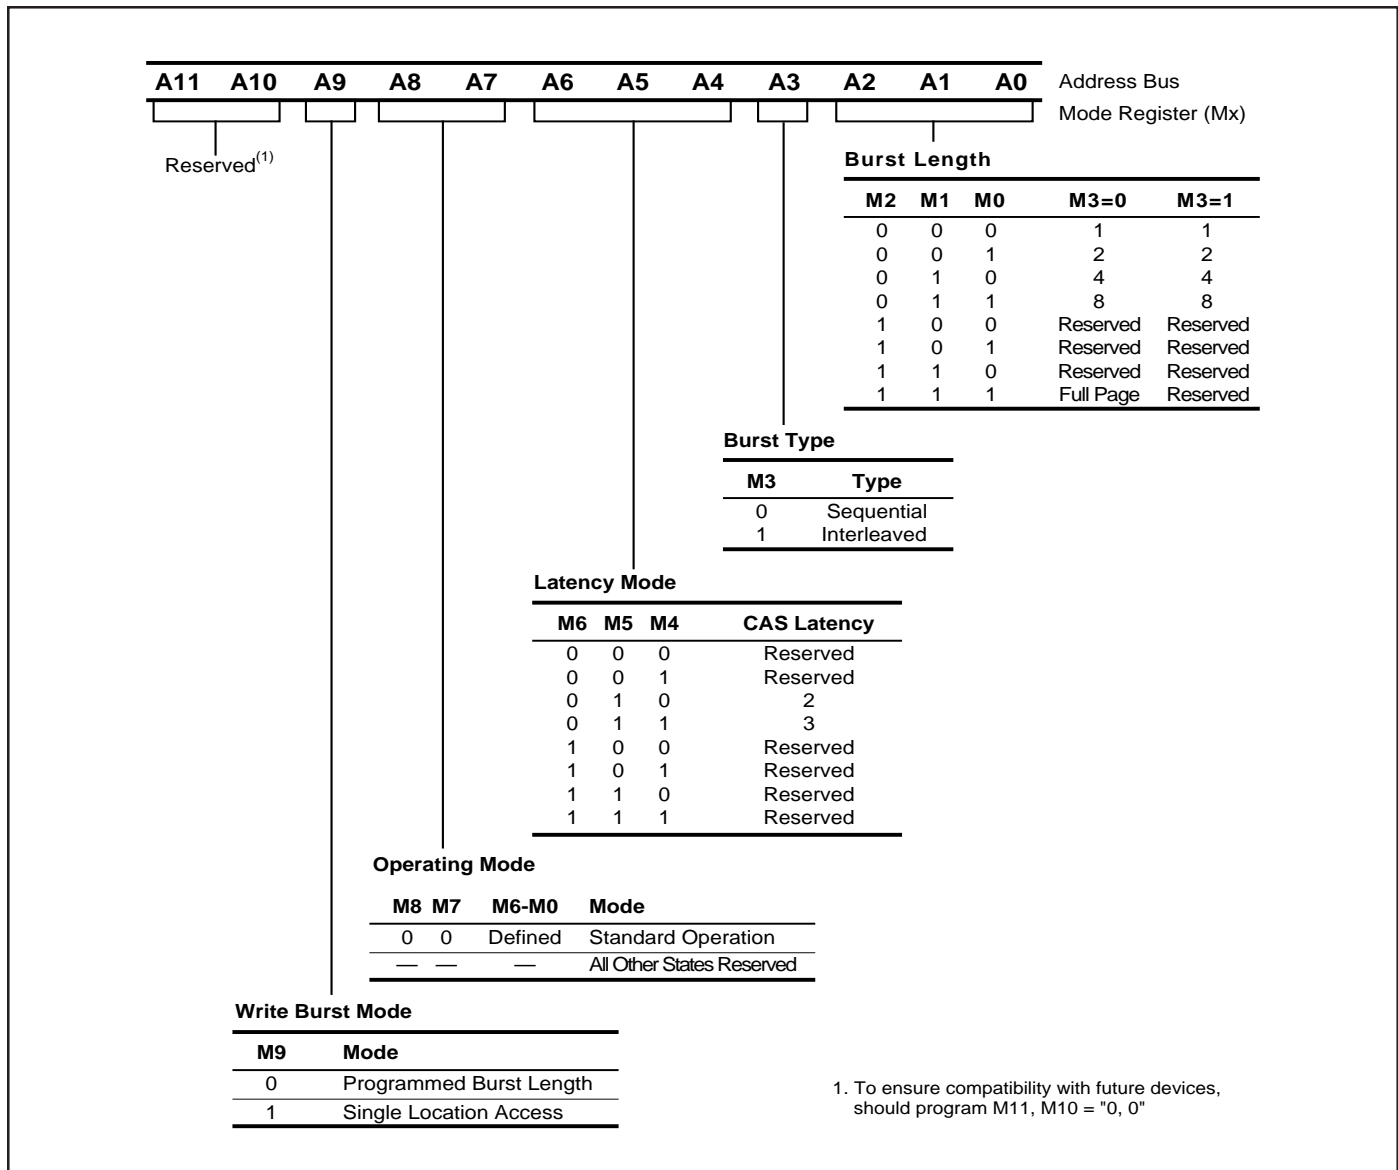 A11 A10 A9 A8 A7 A6 A5 A4 A3 A2 A1 A0 Address Bus
Mode Register (Mx)
Reserved(1)
Burst Length
M2 M1 M0 M3=0 M3=1
0 0 0 1 1
0 0 1 2 2
0 1 0 4 4
0 1 1 8 8
1 0 0 Reserved Reserved
1 0 1 Reserved Reserved
1 1 0 Reserved Reserved
1 1 1 Full Page Reserved
Burst Type
M3 Type
0 Sequential
1 Interleaved
Latency Mode
M6 M5 M4 CAS Latency
0 0 0 Reserved
0 0 1 Reserved
0 1 0 2
0 1 1 3
1 0 0 Reserved
1 0 1 Reserved
1 1 0 Reserved
1 1 1 Reserved
Operating Mode
M8 M7 M6-M0 Mode
0 0 Defined Standard Operation
— — — All Other States Reserved
Write Burst Mode
M9 Mode
0 Programmed Burst Length
1 Single Location Access
1. To ensure compatibility with future devices,
should program M11, M10 = "0, 0"